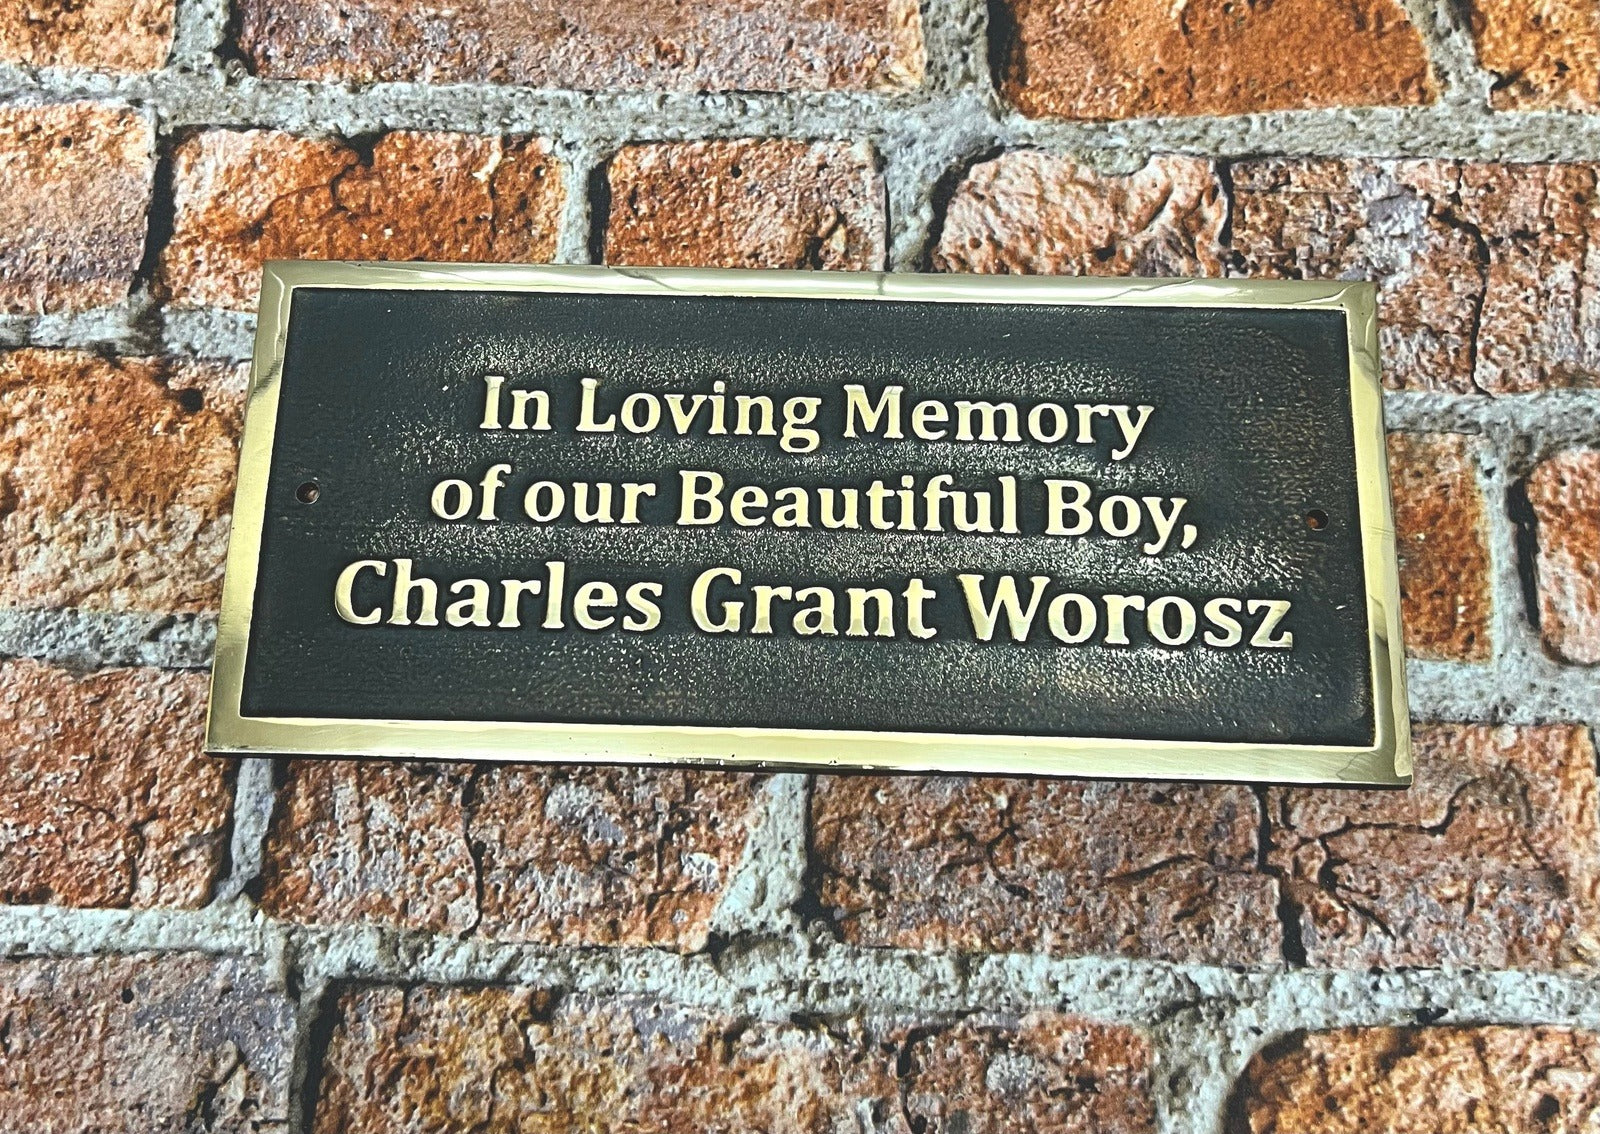 In Loving Memory
of our Beautiful Boy,
Charles Grant Worosz